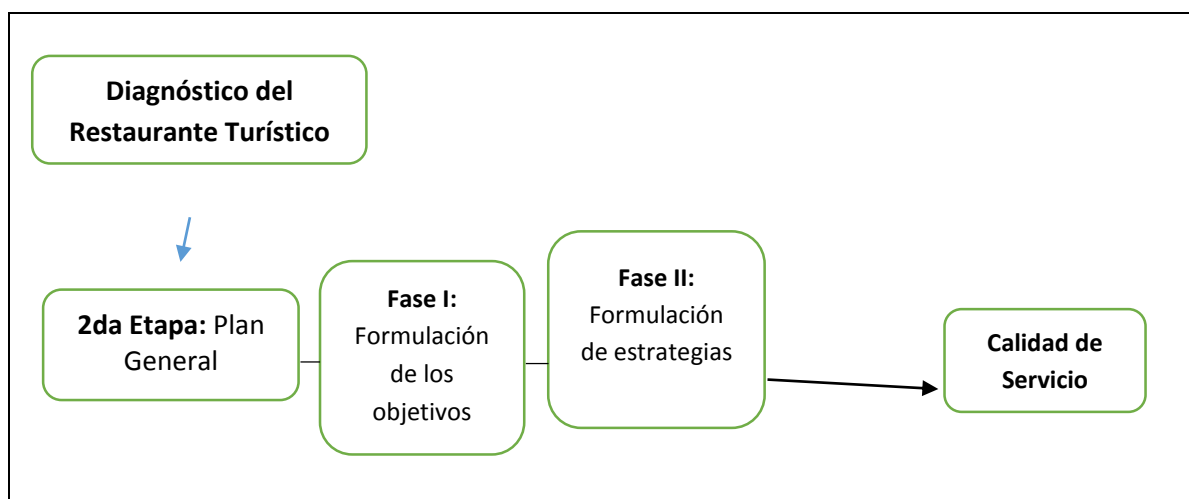 Diagnóstico del
Restaurante Turístico
2da Etapa: Plan
General
Fase I:
Formulación
de los
objetivos
Fase II:
Formulación
de estrategias
Calidad de
Servicio